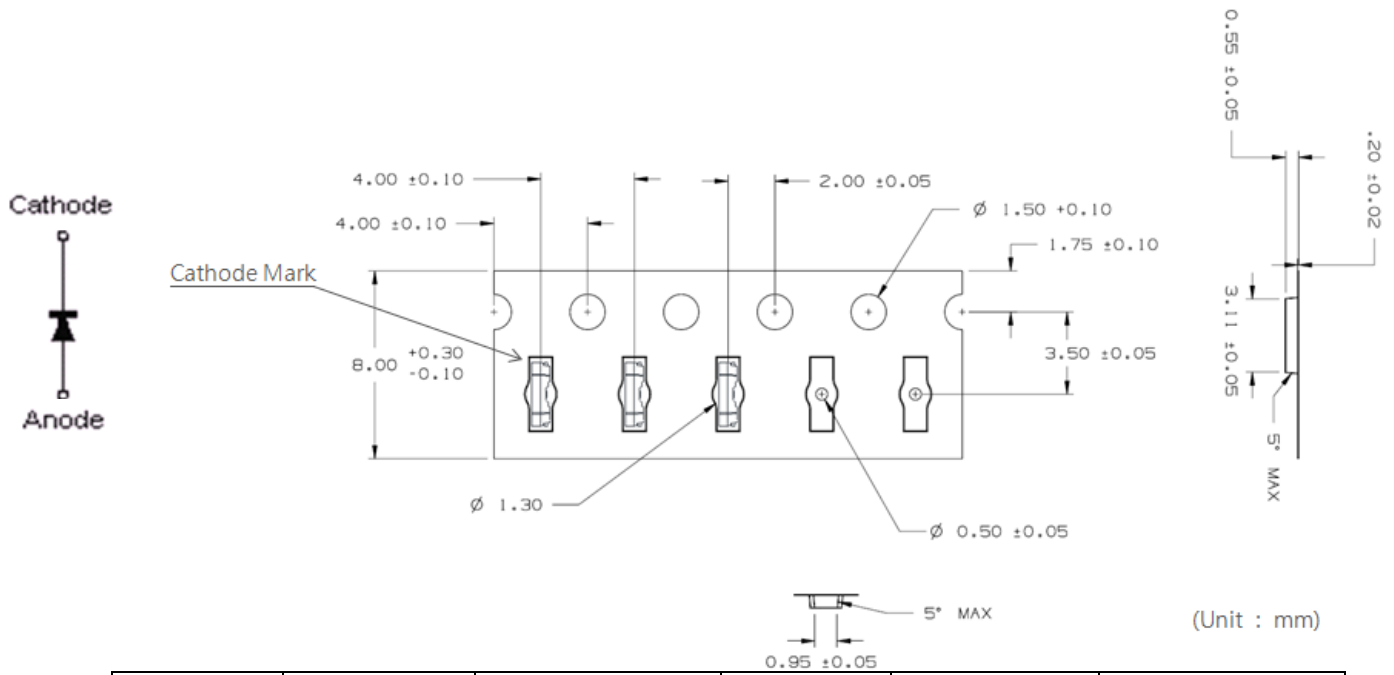 0.55 ±0.05
.20 ±0.02
4.00 ±0.10
2.00 ±0.05
Cathode
Ø 1.50 +0.10
4.00 ±0.10
1.75 ±0.10
Cathode Mark
8.00 +0.30
-0.10
3.50 ±0.05
3.11 ±0.05
Anode
5° MAX
Ø 1.30
Ø 0.50 ±0.05
5° MAX
(Unit : mm)
0.95 ±0.05